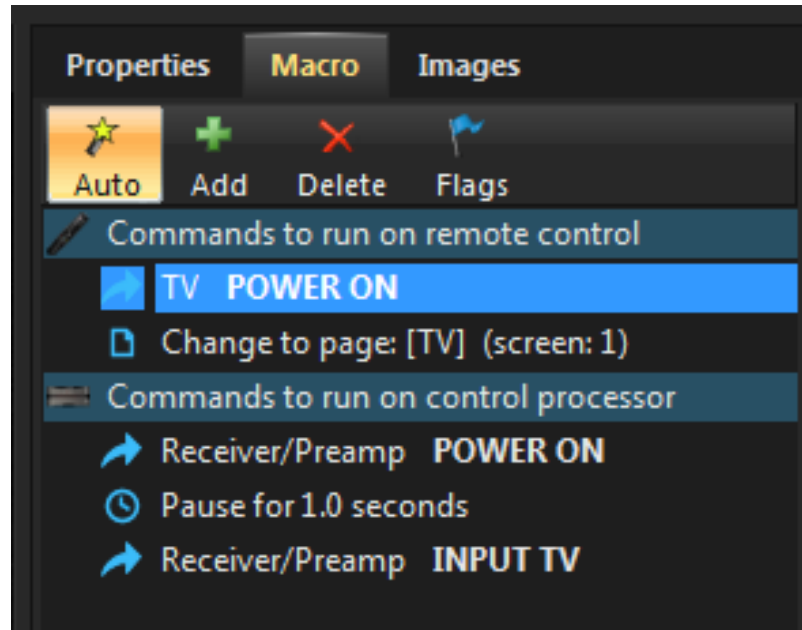 Properties Macro Images
Auto Add Delete Flags
Commands to run on remote control
TV POWER ON
Change to page: [TV] (screen: 1)
Commands to run on control processor
Receiver/Preamp POWER ON
Pause for 1.0 seconds
Receiver/Preamp INPUT TV